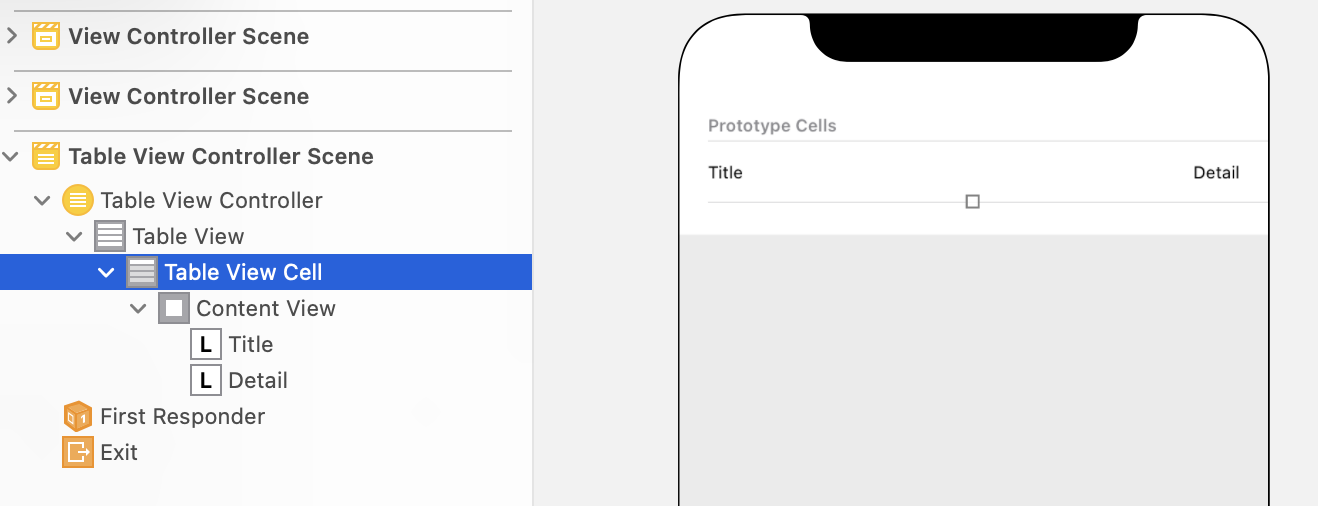 View Controller Scene
View Controller Scene
Table View Controller Scene
Table View Controller
Table View
Table View Cell
Content View
L Title
L Detail
First Responder
Exit
Prototype Cells
Title Detail